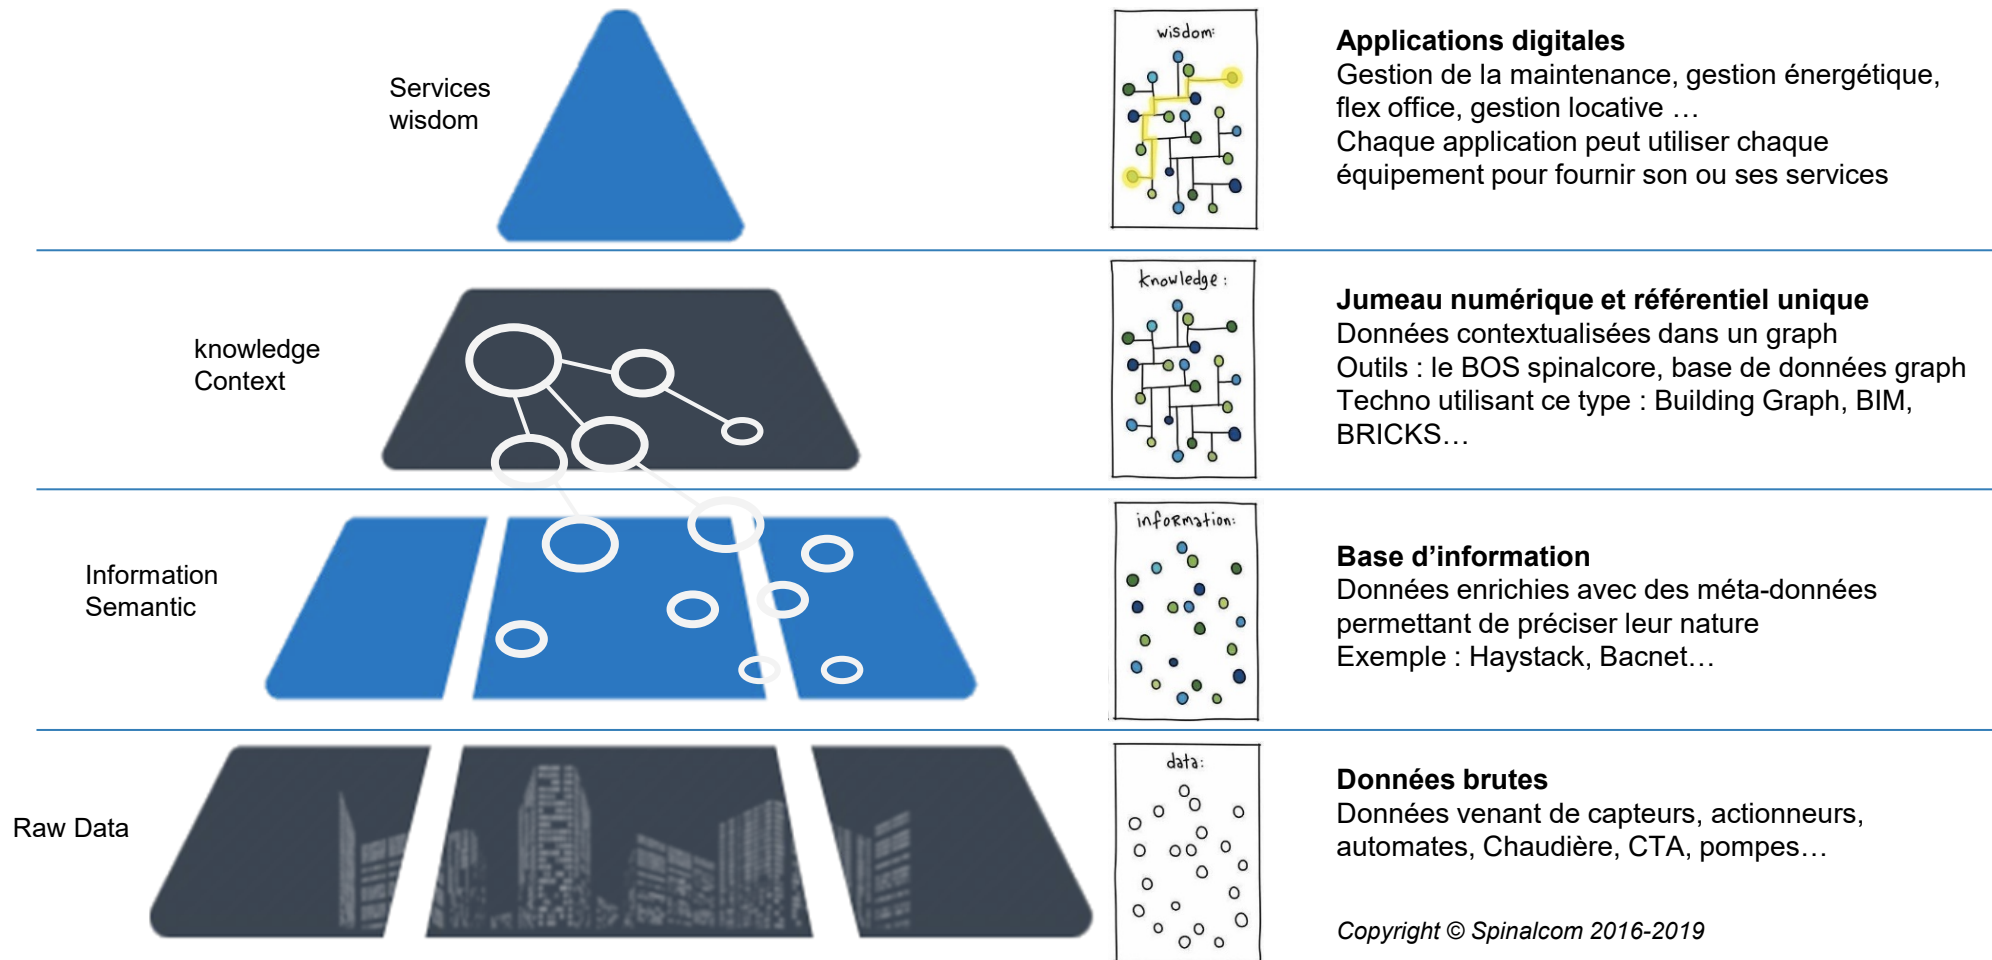 Services
wisdom
wisdom:
Applications digitales
Gestion de la maintenance, gestion énergétique,
flex office, gestion locative …
Chaque application peut utiliser chaque
équipement pour fournir son ou ses services
knowledge
Context
knowledge:
Jumeau numérique et référentiel unique
Données contextualisées dans un graph
Outils : le BOS spinalcore, base de données graph
Techno utilisant ce type : Building Graph, BIM,
BRICKS…
Information
Semantic
information:
Base d’information
Données enrichies avec des méta-données
permettant de préciser leur nature
Exemple : Haystack, Bacnet…
Raw Data
data:
Données brutes
Données venant de capteurs, actionneurs,
automates, Chaudière, CTA, pompes…
Copyright © Spinalcom 2016-2019